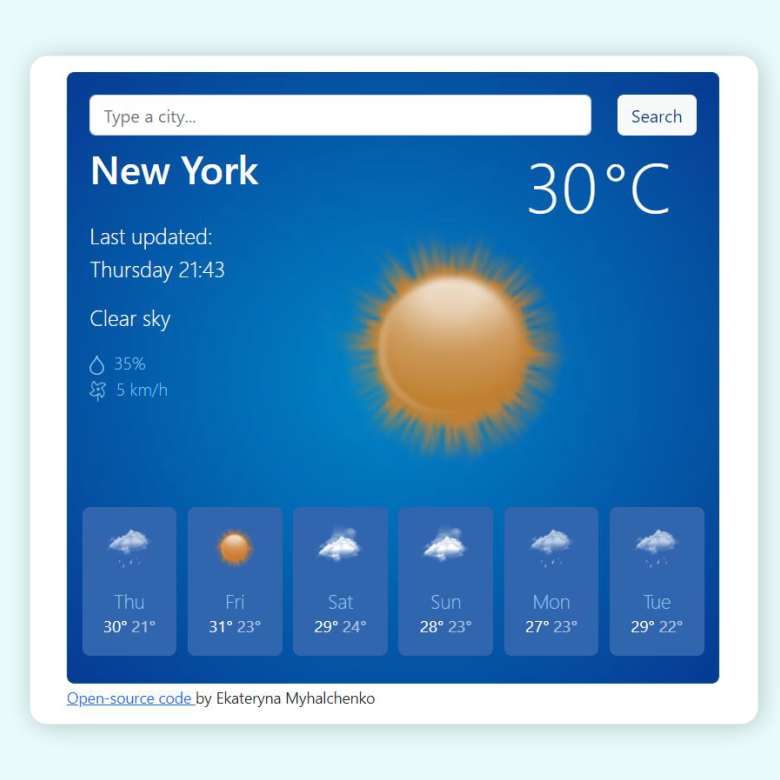 Type a city...
Search
New York
30°C
Last updated:
Thursday 21:43
Clear sky
35%
5 km/h
Thu
30° 21°
Fri
31° 23°
Sat
29° 24°
Sun
28° 23°
Mon
27° 23°
Tue
29° 22°
Open-source code by Ekateryna Myhalchenko